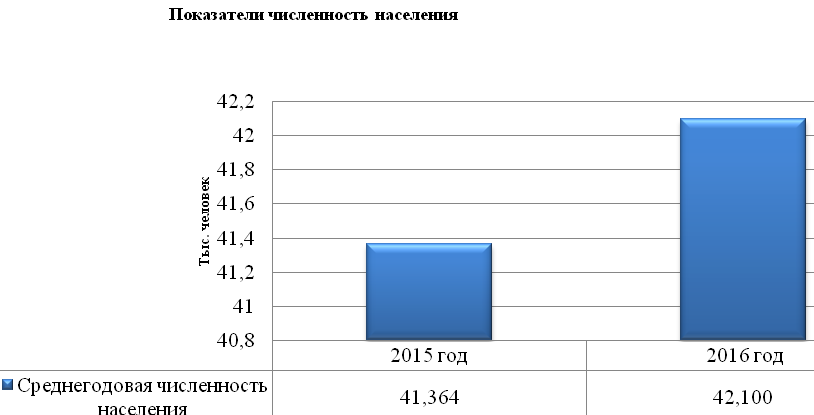 Показатели численность населения
42,2
42
41,8
41,6
41,4
41,2
41
40,8
Тыс. человек
2015 год
2016 год
Среднегодовая численность
населения
41,364
42,100